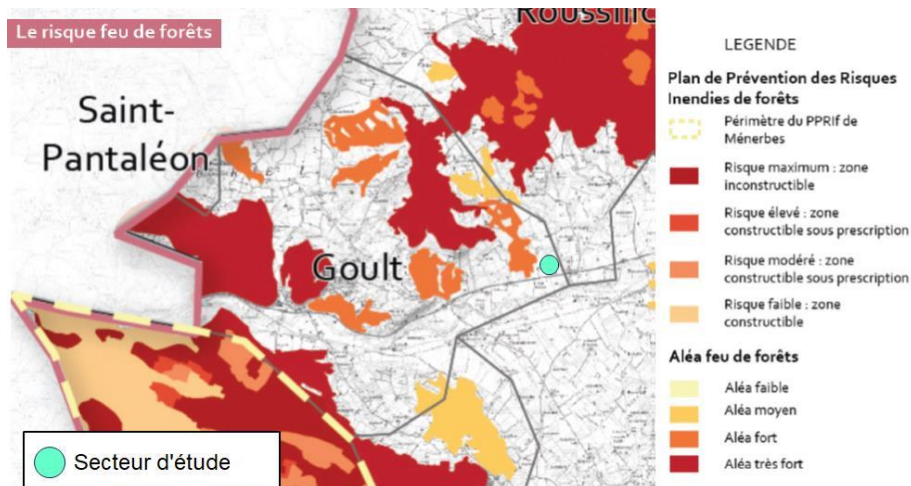 Le risque feu de forêts
Roussillo
Saint-
Pantaléon
Goult
Secteur d'étude
LEGENDE
Plan de Prévention des Risques
Inendies de forêts
Périmètre du PPRIf de
Ménerbes
Risque maximum : zone
inconstructible
Risque élevé : zone
constructible sous prescription
Risque modéré : zone
constructible sous prescription
Risque faible : zone
constructible
Aléa feu de forêts
Aléa faible
Aléa moyen
Aléa fort
Aléa très fort